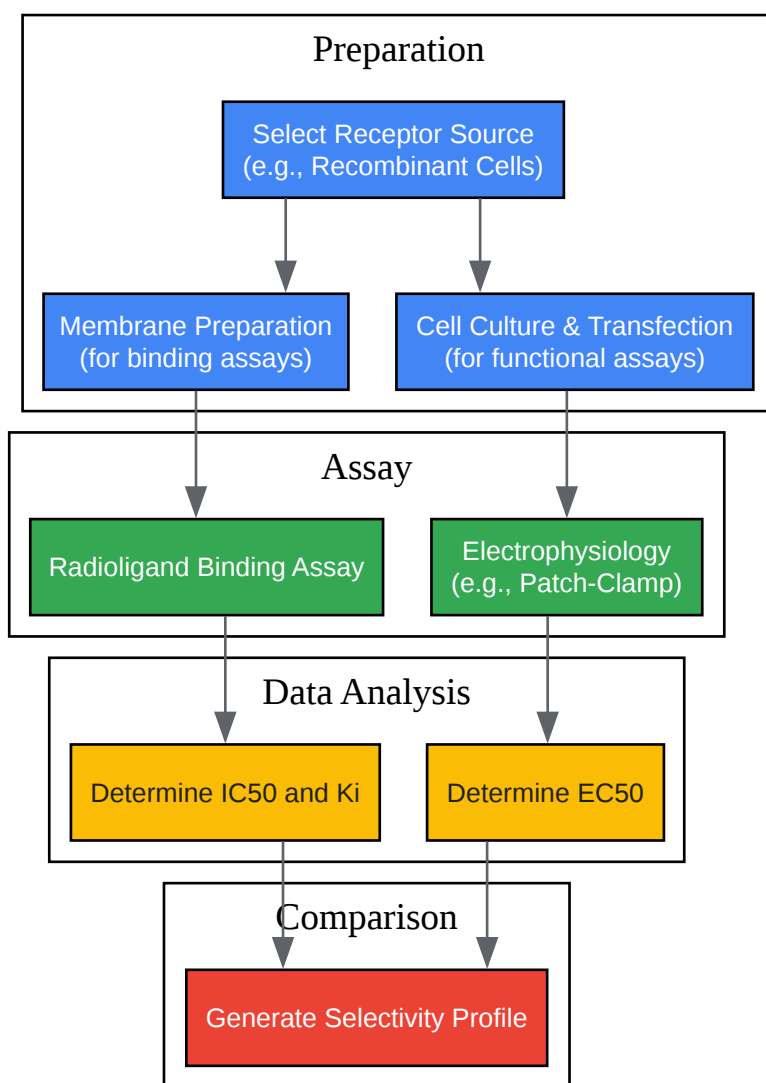 Preparation
Select Receptor Source
(e.g., Recombinant Cells)
Membrane Preparation
(for binding assays)
Cell Culture & Transfection
(for functional assays)
Assay
Radioligand Binding Assay
Electrophysiology
(e.g., Patch-Clamp)
Data Analysis
Determine IC50 and Ki
Determine EC50
Comparison
Generate Selectivity Profile